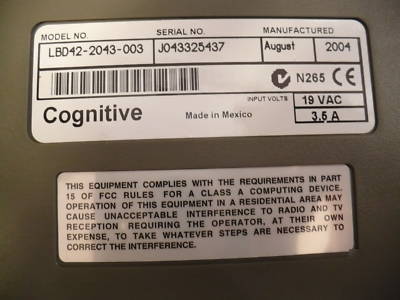 MODEL NO. SERIAL NO. MANUFACTURED
LBD42-2043-003 J043325437 August 2004
N265 CE
INPUT VOLTS 19 VAC
Cognitive Made in Mexico 3.5 A
THIS EQUIPMENT COMPLIES WITH THE REQUIREMENTS IN PART
15 OF FCC RULES FOR A CLASS A COMPUTING DEVICE.
OPERATION OF THIS EQUIPMENT IN A RESIDENTIAL AREA MAY
CAUSE UNACCEPTABLE INTERFERENCE TO RADIO AND TV
RECEPTION REQUIRING THE OPERATOR, AT THEIR OWN
EXPENSE, TO TAKE WHATEVER STEPS ARE NECESSARY TO
CORRECT THE INTERFERENCE.